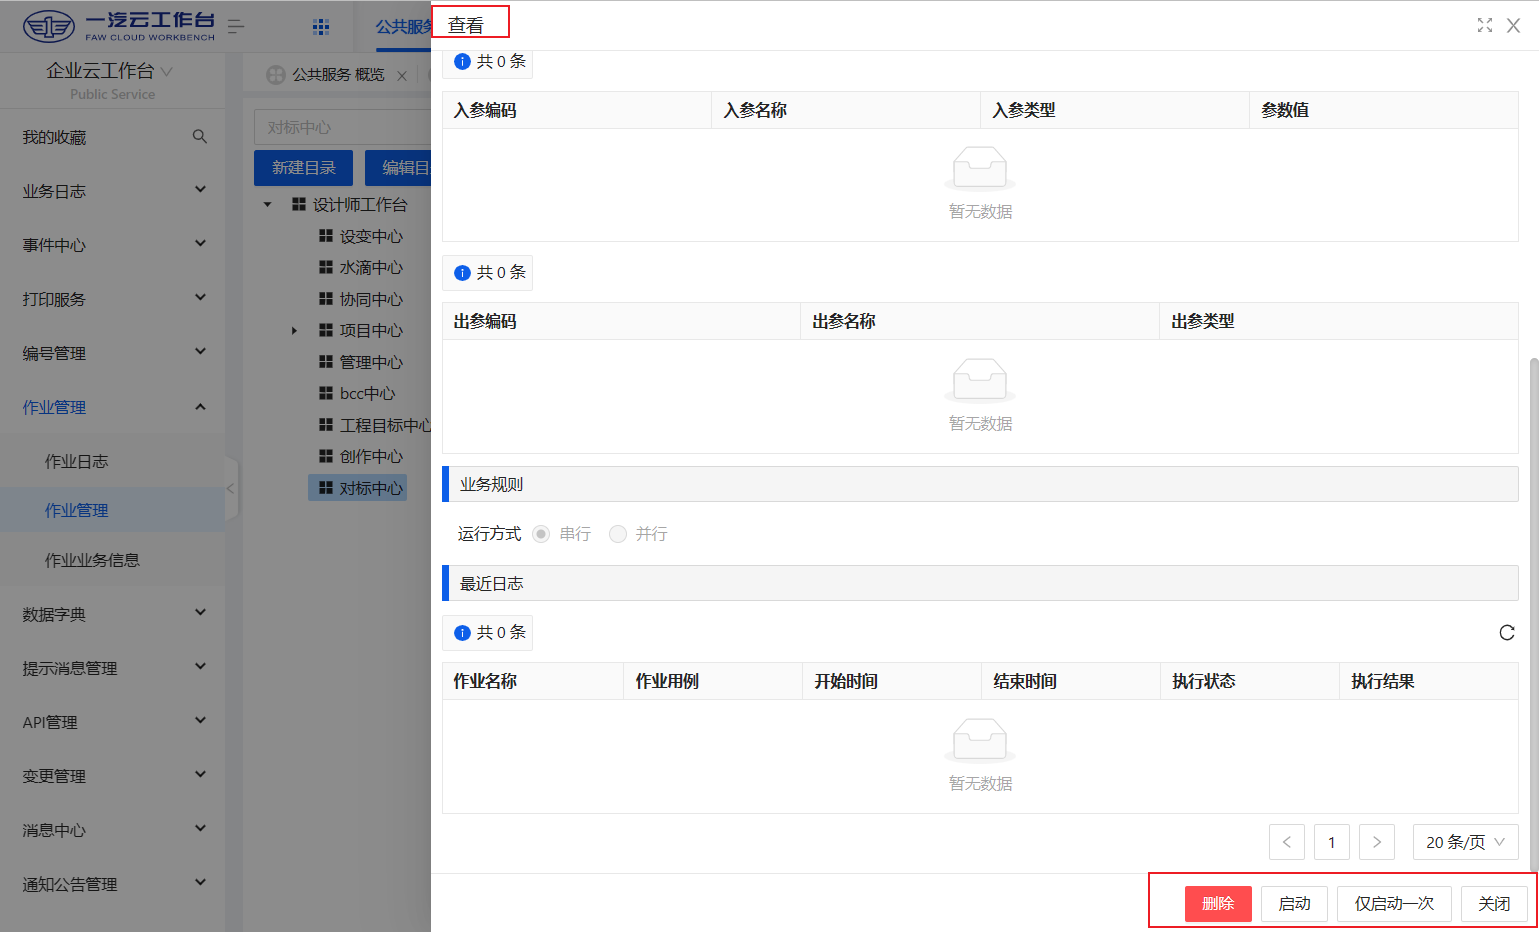 一汽云工作台
FAW CLOUD WORKBENCH
公共服务
企业云工作台
Public Service
我的收藏
业务日志
事件中心
打印服务
编号管理
作业管理
作业日志
作业管理
作业业务信息
数据字典
提示消息管理
API管理
变更管理
消息中心
通知公告管理
公共服务 概览
对标中心
新建目录 编辑目
设计师工作台
设变中心
水滴中心
协同中心
项目中心
管理中心
bcc中心
工程目标中心
创作中心
对标中心
查看
共 0 条
入参编码 入参名称 入参类型 参数值
暂无数据
共 0 条
出参编码 出参名称 出参类型
暂无数据
业务规则
运行方式 串行 并行
最近日志
共 0 条
作业名称 作业用例 开始时间 结束时间 执行状态 执行结果
暂无数据
1 20 条/页
删除 启动 仅启动一次 关闭